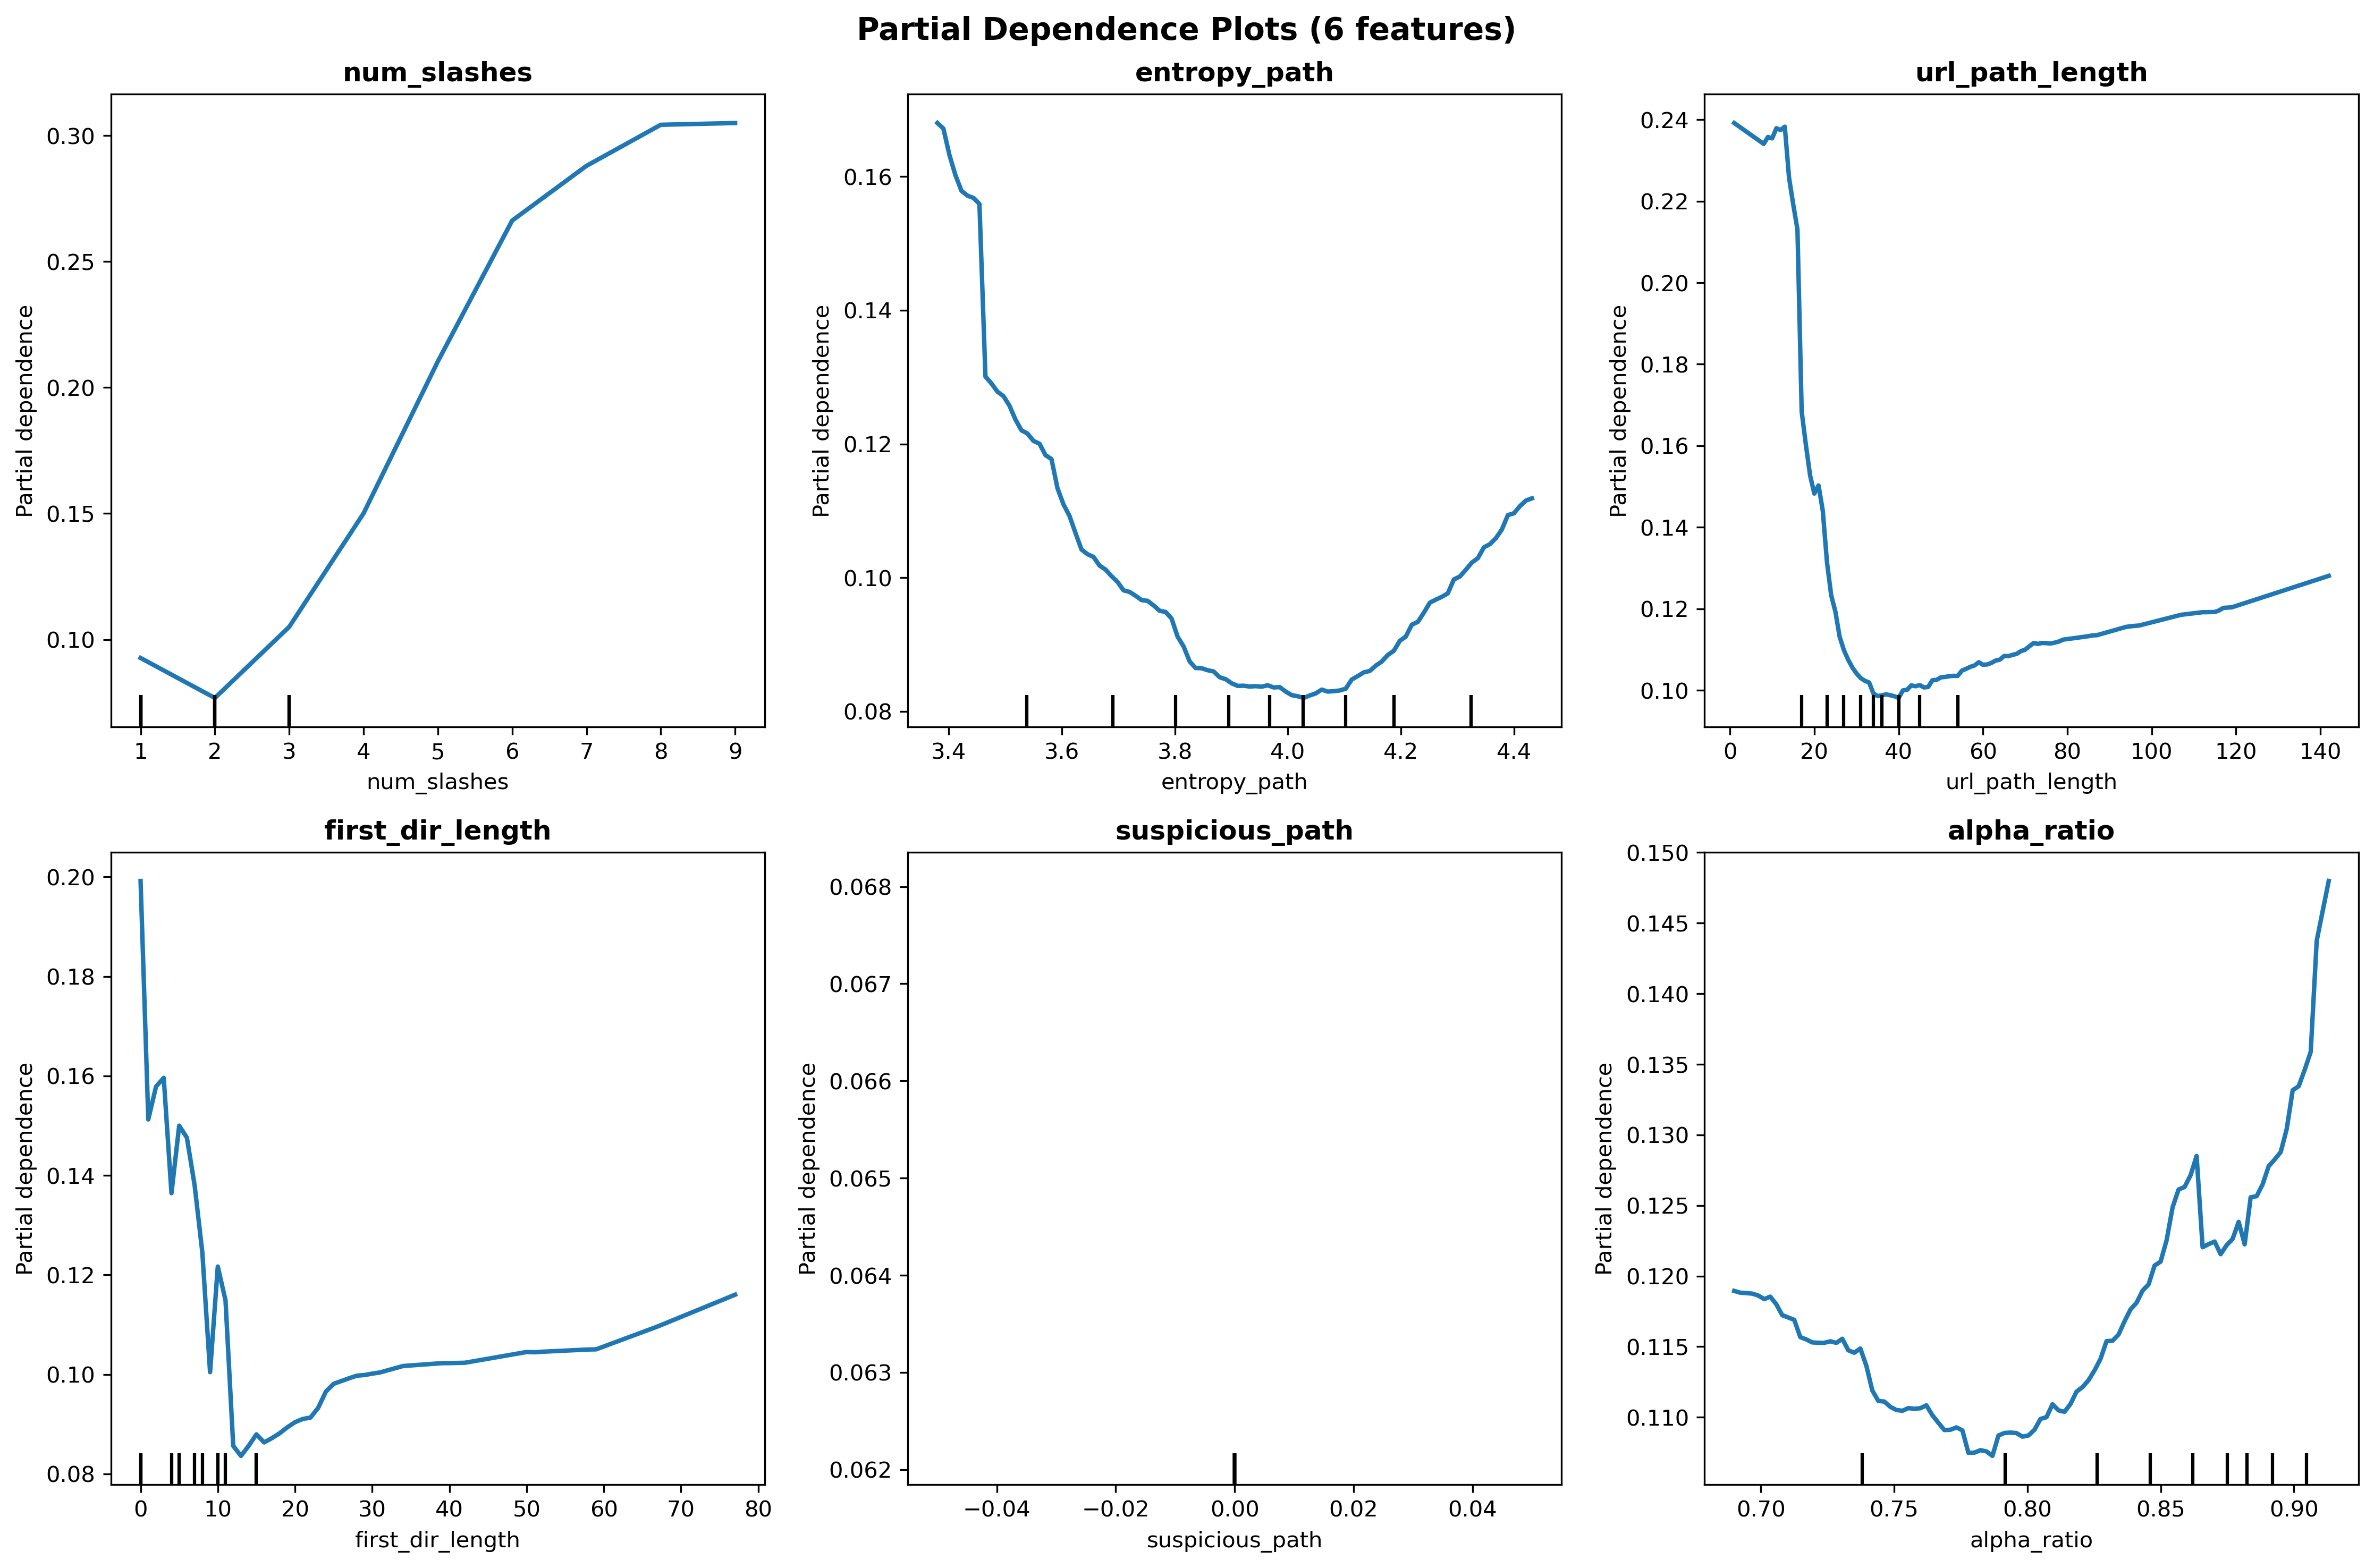 Partial Dependence Plots (6 features)
num_slashes
0.30
0.25
0.20
0.15
0.10
Partial dependence
1 2 3 4 5 6 7 8 9
num_slashes
entropy_path
0.16
0.14
0.12
0.10
0.08
Partial dependence
3.4 3.6 3.8 4.0 4.2 4.4
entropy_path
url_path_length
0.24
0.22
0.20
0.18
0.16
0.14
0.12
0.10
Partial dependence
0 20 40 60 80 100 120 140
url_path_length
first_dir_length
0.20
0.18
0.16
0.14
0.12
0.10
0.08
Partial dependence
0 10 20 30 40 50 60 70 80
first_dir_length
suspicious_path
0.068
0.067
0.066
0.065
0.064
0.063
0.062
Partial dependence
−0.04 −0.02 0.00 0.02 0.04
suspicious_path
alpha_ratio
0.150
0.145
0.140
0.135
0.130
0.125
0.120
0.115
0.110
Partial dependence
0.70 0.75 0.80 0.85 0.90
alpha_ratio